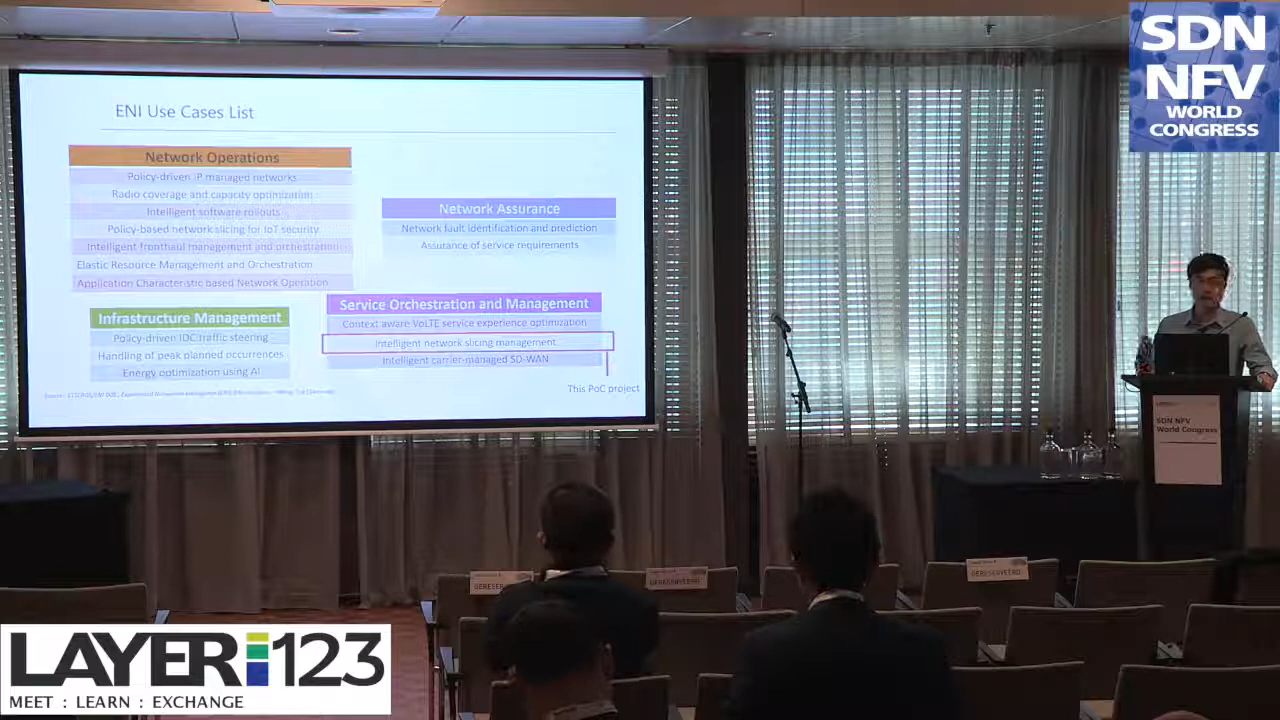 ENI Use Cases List
Network Operations
Policy-driven IP managed networks
Radio coverage and capacity optimization
Intelligent software rollouts
Policy-based network slicing for IoT security
Intelligent fronthaul management and orchestration
Elastic Resource Management and Orchestration
Application Characteristic based Network Operation
Network Assurance
Network fault identification and prediction
Assurance of service requirements
Infrastructure Management
Policy-driven IDC traffic steering
Handling of peak planned occurrences
Energy optimization using AI
Service Orchestration and Management
Context aware VoLTE service experience optimization
Intelligent network slicing management
Intelligent carrier-managed SD-WAN
This PoC project
SDN
NFV
WORLD
CONGRESS
SDN NFV
World Congress
GERESERVEERD
GERESERVEERD
LAYER 123
MEET : LEARN : EXCHANGE